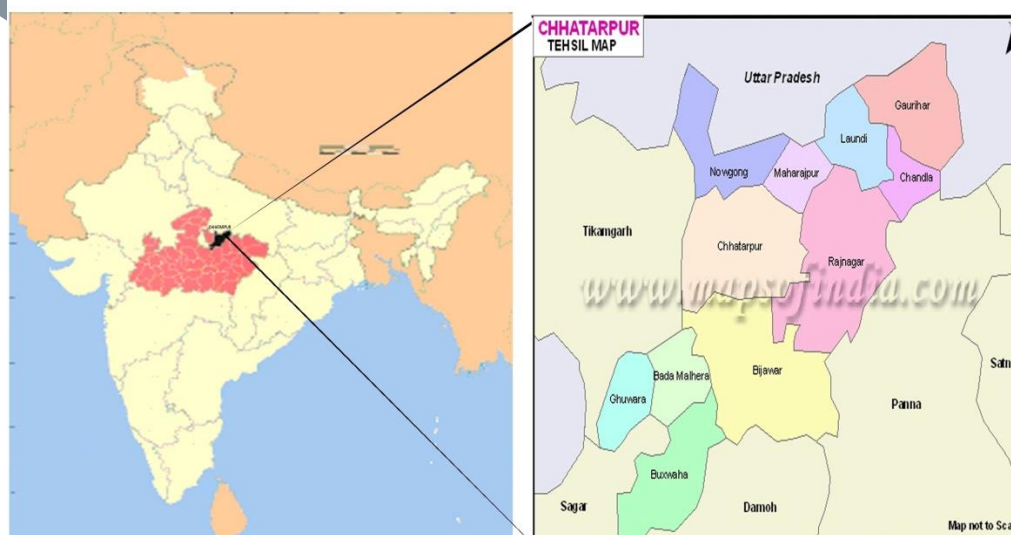 CHHATARPUR
TEHSIL MAP
Uttar Pradesh
Gaurihar
Laundi
Nowgong
Maharajpur
Chandla
Tikamgarh
Chhatarpur
Rajnagar
www.mapsofindia.com
Bada Malhera
Bijawar
Satn
Ghuwara
Panna
Buxwaha
Sagar
Damoh
Map not to Sca